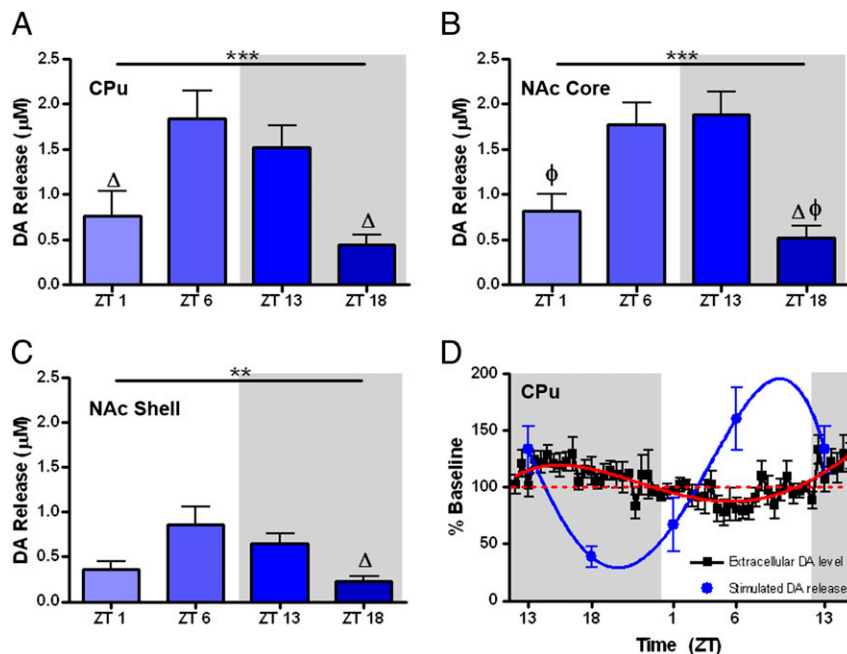 A
***
CPu
DA Release (μM)
2.5
2.0
1.5
1.0
0.5
0.0
Δ
Δ
ZT 1 ZT 6 ZT 13 ZT 18
B
***
NAc Core
DA Release (μM)
2.5
2.0
1.5
1.0
0.5
0.0
ϕ
Δ ϕ
ZT 1 ZT 6 ZT 13 ZT 18
C
**
NAc Shell
DA Release (μM)
2.5
2.0
1.5
1.0
0.5
0.0
Δ
ZT 1 ZT 6 ZT 13 ZT 18
D
CPu
% Baseline
200
150
100
50
0
Extracellular DA level
Stimulated DA release
13 18 1 6 13
Time (ZT)